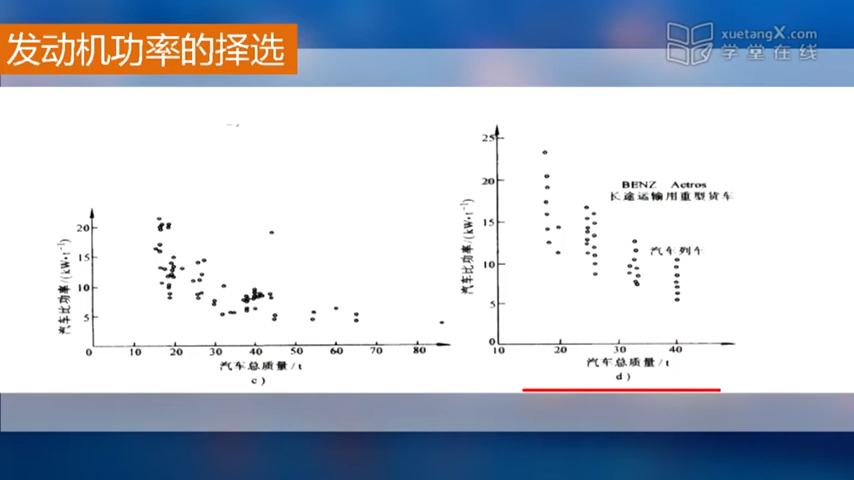 发动机功率的择选
xuetangX.com
学堂在线
汽车比功率/(kW·t⁻¹)
20
15
10
5
0
10
20
30
40
50
60
70
80
汽车总质量/t
c)
汽车比功率/(kW·t⁻¹)
25
20
15
10
5
0
10
20
30
40
BENZ Actros
长途运输用重型货车
汽车列车
汽车总质量/t
d)